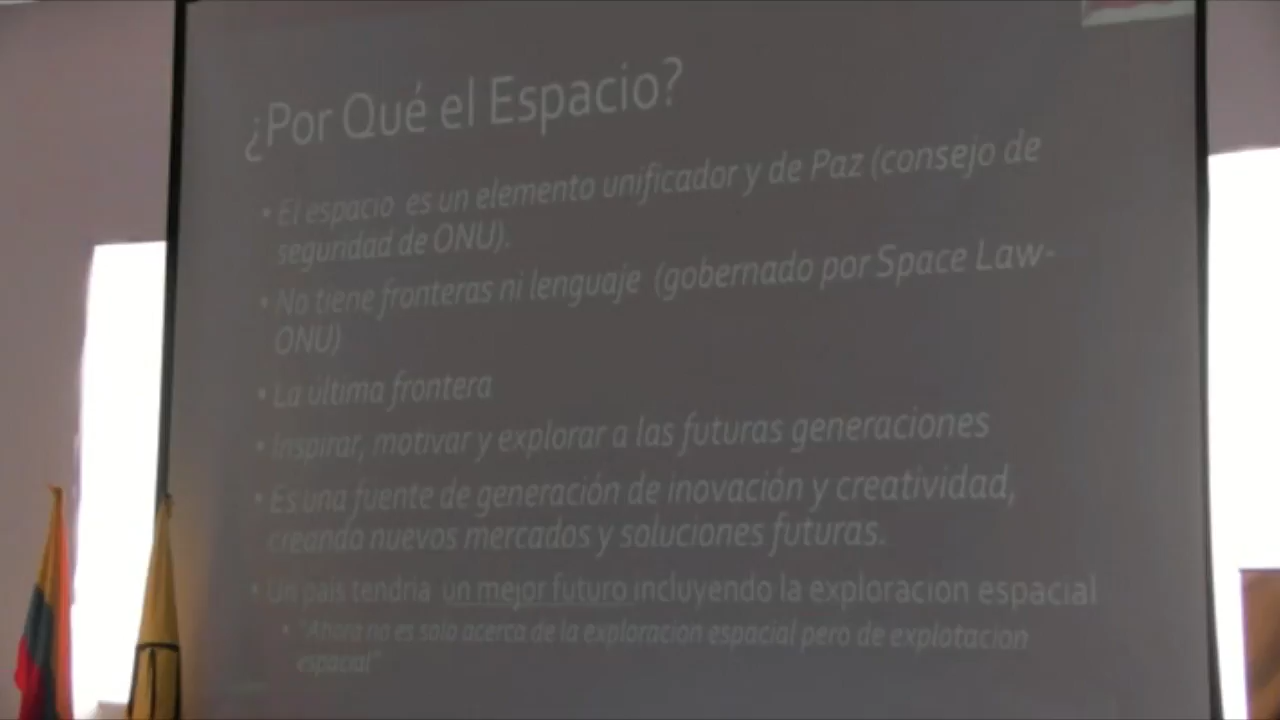 ¿Por Qué el Espacio?
• El espacio es un elemento unificador y de Paz (consejo de
seguridad de ONU).
• No tiene fronteras ni lenguaje (gobernado por Space Law-
ONU)
• La ultima frontera
• Inspirar, motivar y explorar a las futuras generaciones
• Es una fuente de generación de inovación y creatividad,
creando nuevos mercados y soluciones futuras.
• Un pais tendria un mejor futuro incluyendo la exploracion espacial
• "Ahora no es solo acerca de la exploracion espacial pero de explotacion
espacial"